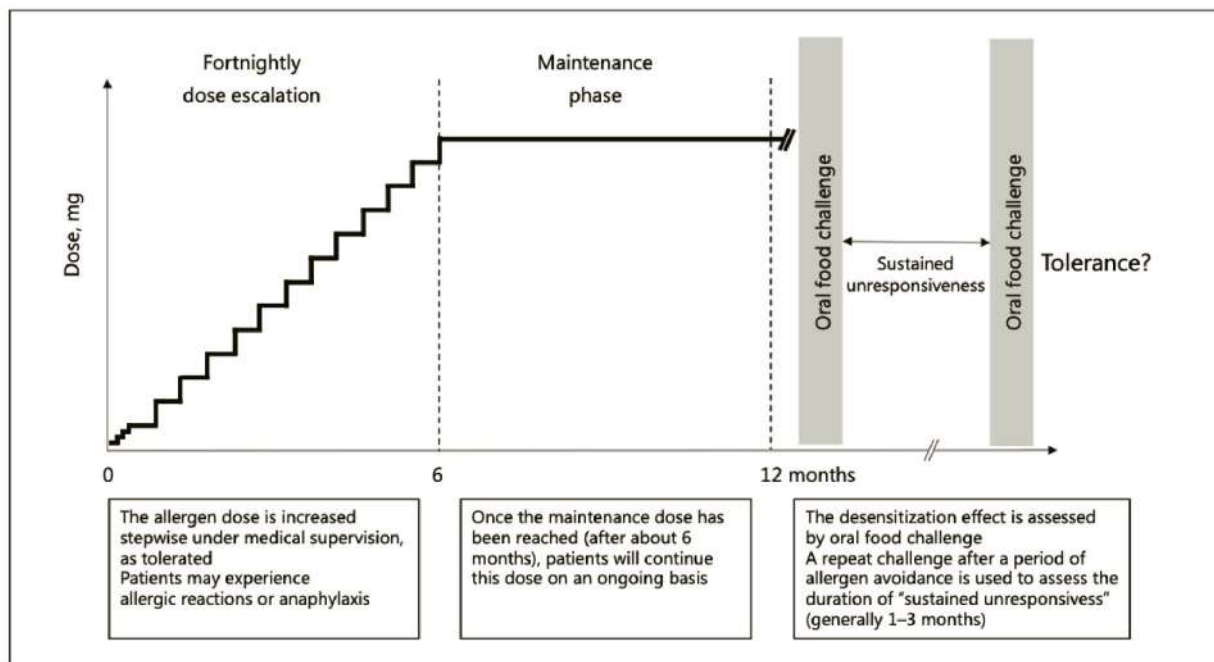 Fortnightly
dose escalation
Maintenance
phase
Dose, mg
Oral food challenge
Sustained
unresponsiveness
Oral food challenge
Tolerance?
0
6
12 months
The allergen dose is increased
stepwise under medical supervision,
as tolerated
Patients may experience
allergic reactions or anaphylaxis
Once the maintenance dose has
been reached (after about 6
months), patients will continue
this dose on an ongoing basis
The desensitization effect is assessed
by oral food challenge
A repeat challenge after a period of
allergen avoidance is used to assess the
duration of “sustained unresponsivess”
(generally 1–3 months)